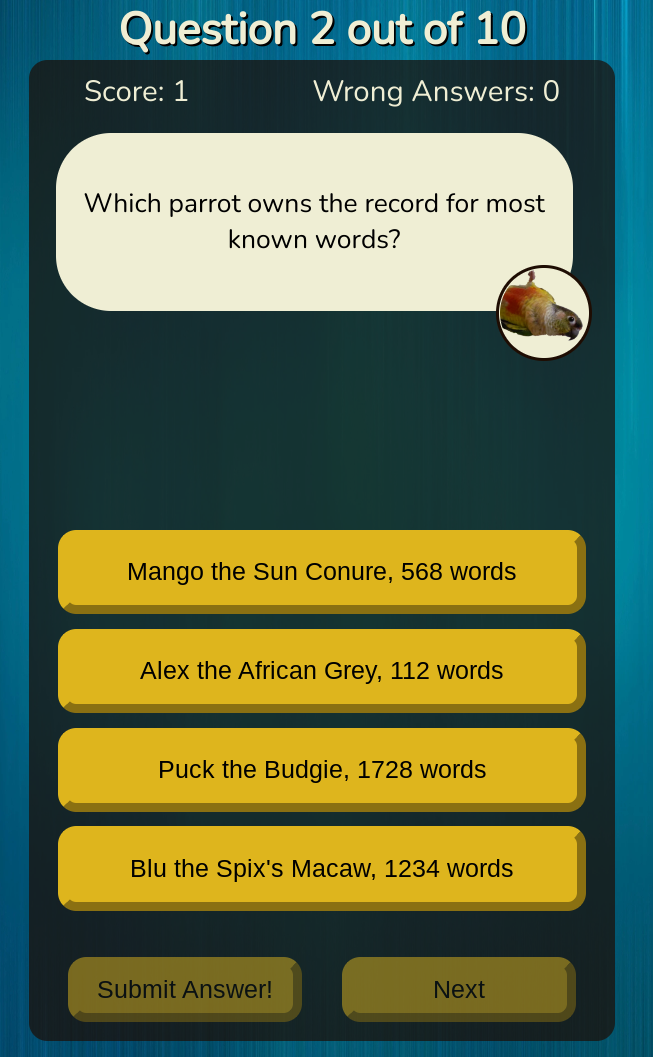 Question 2 out of 10
Score: 1
Wrong Answers: 0
Which parrot owns the record for most
known words?
Mango the Sun Conure, 568 words
Alex the African Grey, 112 words
Puck the Budgie, 1728 words
Blu the Spix's Macaw, 1234 words
Submit Answer!
Next